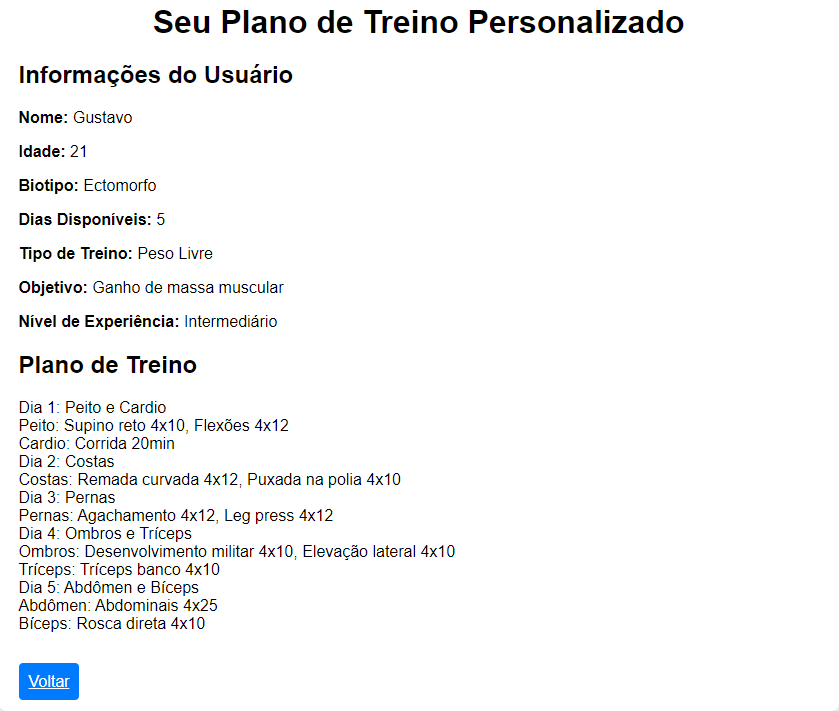 Seu Plano de Treino Personalizado
Informações do Usuário
Nome: Gustavo
Idade: 21
Biotipo: Ectomorfo
Dias Disponíveis: 5
Tipo de Treino: Peso Livre
Objetivo: Ganho de massa muscular
Nível de Experiência: Intermediário
Plano de Treino
Dia 1: Peito e Cardio
Peito: Supino reto 4x10, Flexões 4x12
Cardio: Corrida 20min
Dia 2: Costas
Costas: Remada curvada 4x12, Puxada na polia 4x10
Dia 3: Pernas
Pernas: Agachamento 4x12, Leg press 4x12
Dia 4: Ombros e Tríceps
Ombros: Desenvolvimento militar 4x10, Elevação lateral 4x10
Tríceps: Tríceps banco 4x10
Dia 5: Abdômen e Bíceps
Abdômen: Abdominais 4x25
Bíceps: Rosca direta 4x10
Voltar